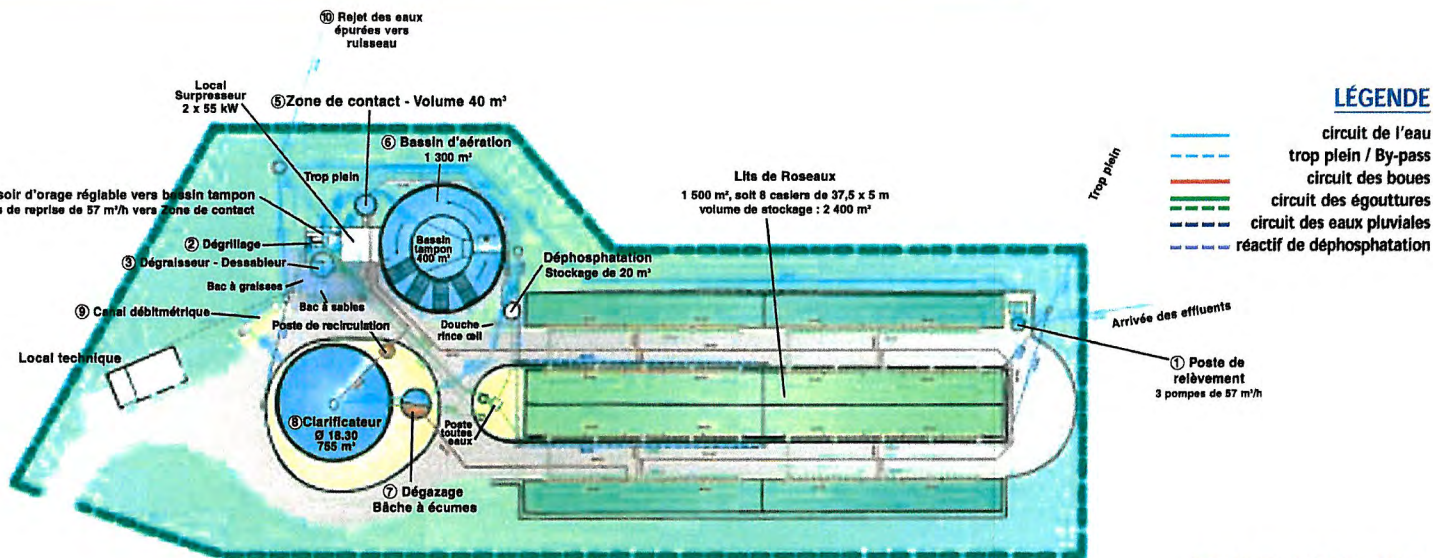 ⑩ Rejet des eaux
épurées vers
ruisseau
Local
Surpresseur
2 x 55 kW
⑤ Zone de contact - Volume 40 m³
⑥ Bassin d'aération
1 300 m³
Trop plein
soir d'orage réglable vers bassin tampon
de reprise de 57 m³/h vers Zone de contact
② Dégrillage
③ Dégraisseur - Dessableur
Bac à graisses
Bac à sables
⑨ Canal débitmétrique
Poste de recirculation
Local technique
Bassin
tampon
400 m³
Déphosphatation
Stockage de 20 m³
Douche
rince œil
Lits de Roseaux
1 500 m², soit 8 casiers de 37,5 x 5 m
volume de stockage : 2 400 m³
Trop plein
Arrivée des effluents
① Poste de
relèvement
3 pompes de 57 m³/h
⑧ Clarificateur
Ø 18.30
755 m³
Poste
toutes
eaux
⑦ Dégazage
Bâche à écumes
LÉGENDE
circuit de l'eau
trop plein / By-pass
circuit des boues
circuit des égouttures
circuit des eaux pluviales
réactif de déphosphatation